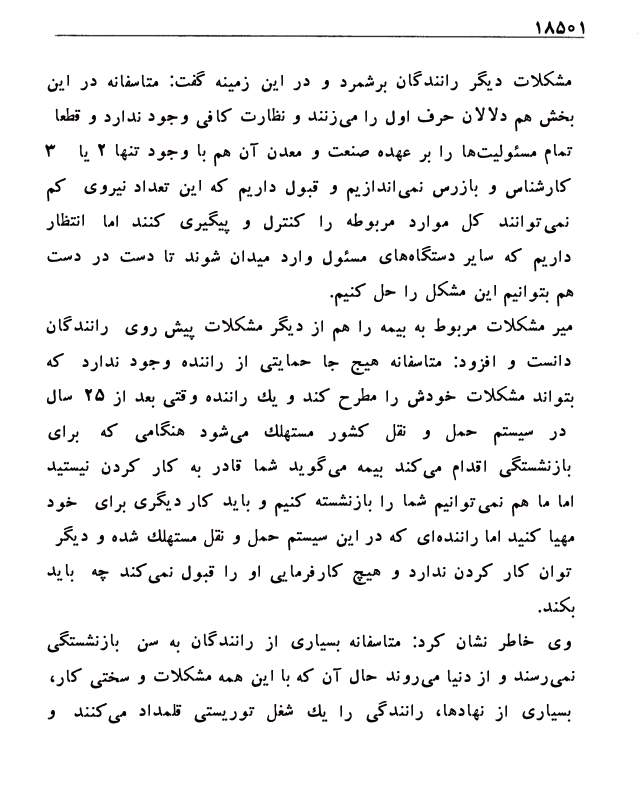 ۱۸۵۰۱
مشکلات دیگر رانندگان برشمرد و در این زمینه گفت: متاسفانه در این
بخش هم دلالان حرف اول را می‌زنند و نظارت کافی وجود ندارد و قطعا
تمام مسئولیت‌ها را بر عهده صنعت و معدن آن هم با وجود تنها ۲ یا ۳
کارشناس و بازرس نمی‌اندازیم و قبول داریم که این تعداد نیروی کم
نمی‌توانند کل موارد مربوطه را کنترل و پیگیری کنند اما انتظار
داریم که سایر دستگاه‌های مسئول وارد میدان شوند تا دست در دست
هم بتوانیم این مشکل را حل کنیم.
میر مشکلات مربوط به بیمه را هم از دیگر مشکلات پیش روی رانندگان
دانست و افزود: متاسفانه هیچ جا حمایتی از راننده وجود ندارد که
بتواند مشکلات خودش را مطرح کند و یك راننده وقتی بعد از ۲۵ سال
در سیستم حمل و نقل کشور مستهلك می‌شود هنگامی که برای
بازنشستگی اقدام می‌کند بیمه می‌گوید شما قادر به کار کردن نیستید
اما ما هم نمی‌توانیم شما را بازنشسته کنیم و باید کار دیگری برای خود
مهیا کنید اما راننده‌ای که در این سیستم حمل و نقل مستهلك شده و دیگر
توان کار کردن ندارد و هیچ کارفرمایی او را قبول نمی‌کند چه باید
بکند.
وی خاطر نشان کرد: متاسفانه بسیاری از رانندگان به سن بازنشستگی
نمی‌رسند و از دنیا می‌روند حال آن که با این همه مشکلات و سختی کار،
بسیاری از نهادها، رانندگی را یك شغل توریستی قلمداد می‌کنند و